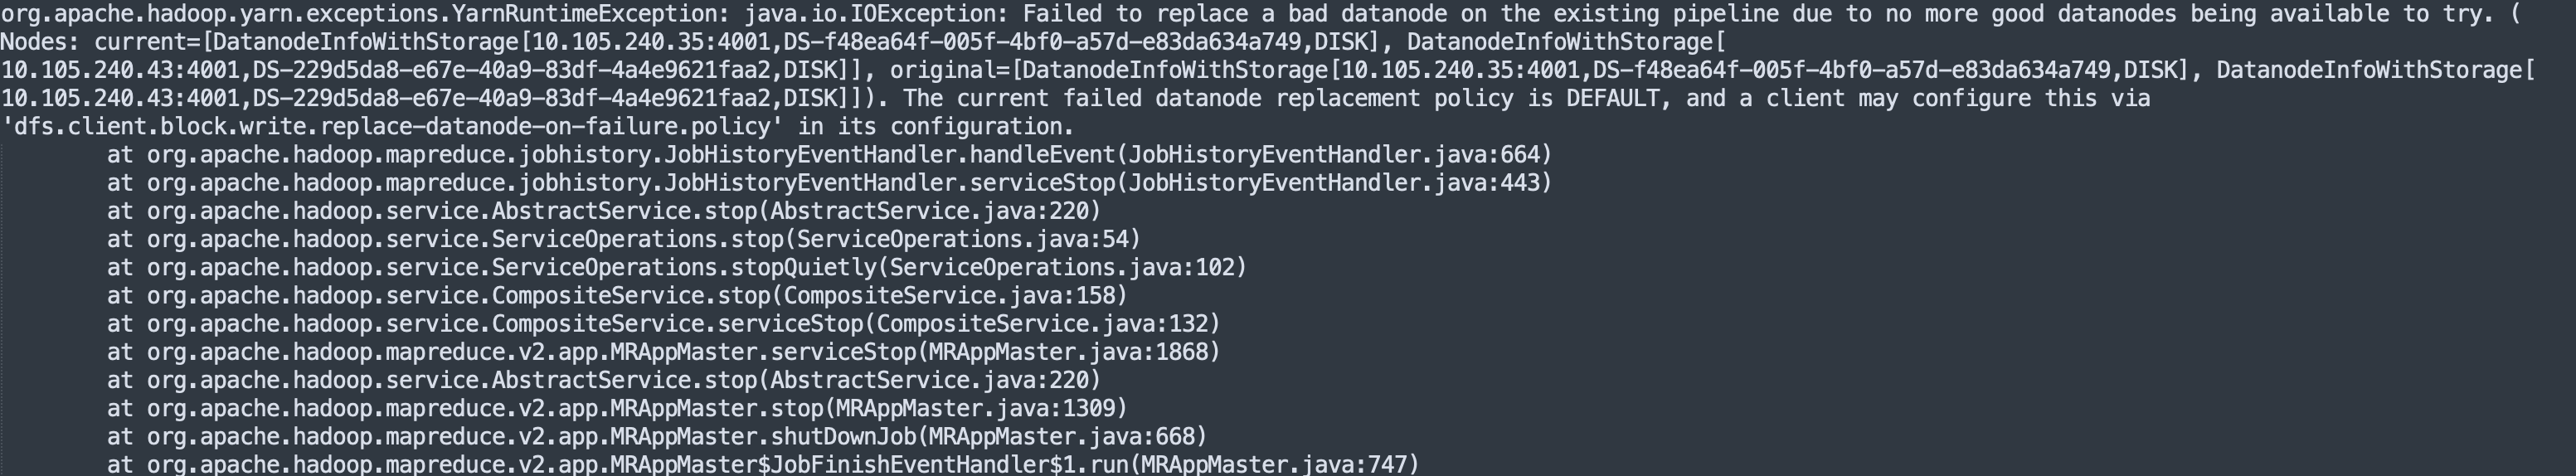 org.apache.hadoop.yarn.exceptions.YarnRuntimeException: java.io.IOException: Failed to replace a bad datanode on the existing pipeline due to no more good datanodes being available to try. (
Nodes: current=[DatanodeInfoWithStorage[10.105.240.35:4001,DS-f48ea64f-005f-4bf0-a57d-e83da634a749,DISK], DatanodeInfoWithStorage[
10.105.240.43:4001,DS-229d5da8-e67e-40a9-83df-4a4e9621faa2,DISK]], original=[DatanodeInfoWithStorage[10.105.240.35:4001,DS-f48ea64f-005f-4bf0-a57d-e83da634a749,DISK], DatanodeInfoWithStorage[
10.105.240.43:4001,DS-229d5da8-e67e-40a9-83df-4a4e9621faa2,DISK]]). The current failed datanode replacement policy is DEFAULT, and a client may configure this via
'dfs.client.block.write.replace-datanode-on-failure.policy' in its configuration.
at org.apache.hadoop.mapreduce.jobhistory.JobHistoryEventHandler.handleEvent(JobHistoryEventHandler.java:664)
at org.apache.hadoop.mapreduce.jobhistory.JobHistoryEventHandler.serviceStop(JobHistoryEventHandler.java:443)
at org.apache.hadoop.service.AbstractService.stop(AbstractService.java:220)
at org.apache.hadoop.service.ServiceOperations.stop(ServiceOperations.java:54)
at org.apache.hadoop.service.ServiceOperations.stopQuietly(ServiceOperations.java:102)
at org.apache.hadoop.service.CompositeService.stop(CompositeService.java:158)
at org.apache.hadoop.service.CompositeService.serviceStop(CompositeService.java:132)
at org.apache.hadoop.mapreduce.v2.app.MRAppMaster.serviceStop(MRAppMaster.java:1868)
at org.apache.hadoop.service.AbstractService.stop(AbstractService.java:220)
at org.apache.hadoop.mapreduce.v2.app.MRAppMaster.stop(MRAppMaster.java:1309)
at org.apache.hadoop.mapreduce.v2.app.MRAppMaster.shutDownJob(MRAppMaster.java:668)
at org.apache.hadoop.mapreduce.v2.app.MRAppMaster$JobFinishEventHandler$1.run(MRAppMaster.java:747)